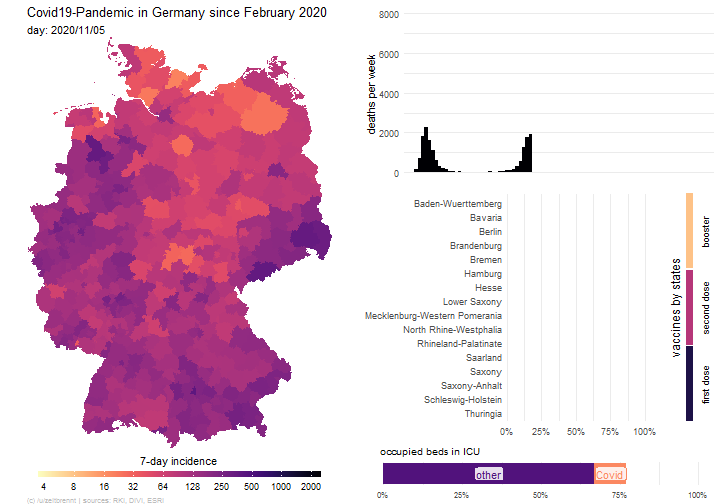 Covid19-Pandemic in Germany since February 2020
day: 2020/11/05
7-day incidence
4 8 16 32 64 125 250 500 1000 2000
(c) /u/zeitbrennt | sources: RKI, DIVI, ESRI
deaths per week
8000
6000
4000
2000
0
vaccines by states
Baden-Wuerttemberg
Bavaria
Berlin
Brandenburg
Bremen
Hamburg
Hesse
Lower Saxony
Mecklenburg-Western Pomerania
North Rhine-Westphalia
Rhineland-Palatinate
Saarland
Saxony
Saxony-Anhalt
Schleswig-Holstein
Thuringia
0% 25% 50% 75% 100%
booster
second dose
first dose
occupied beds in ICU
other Covid
0% 25% 50% 75% 100%